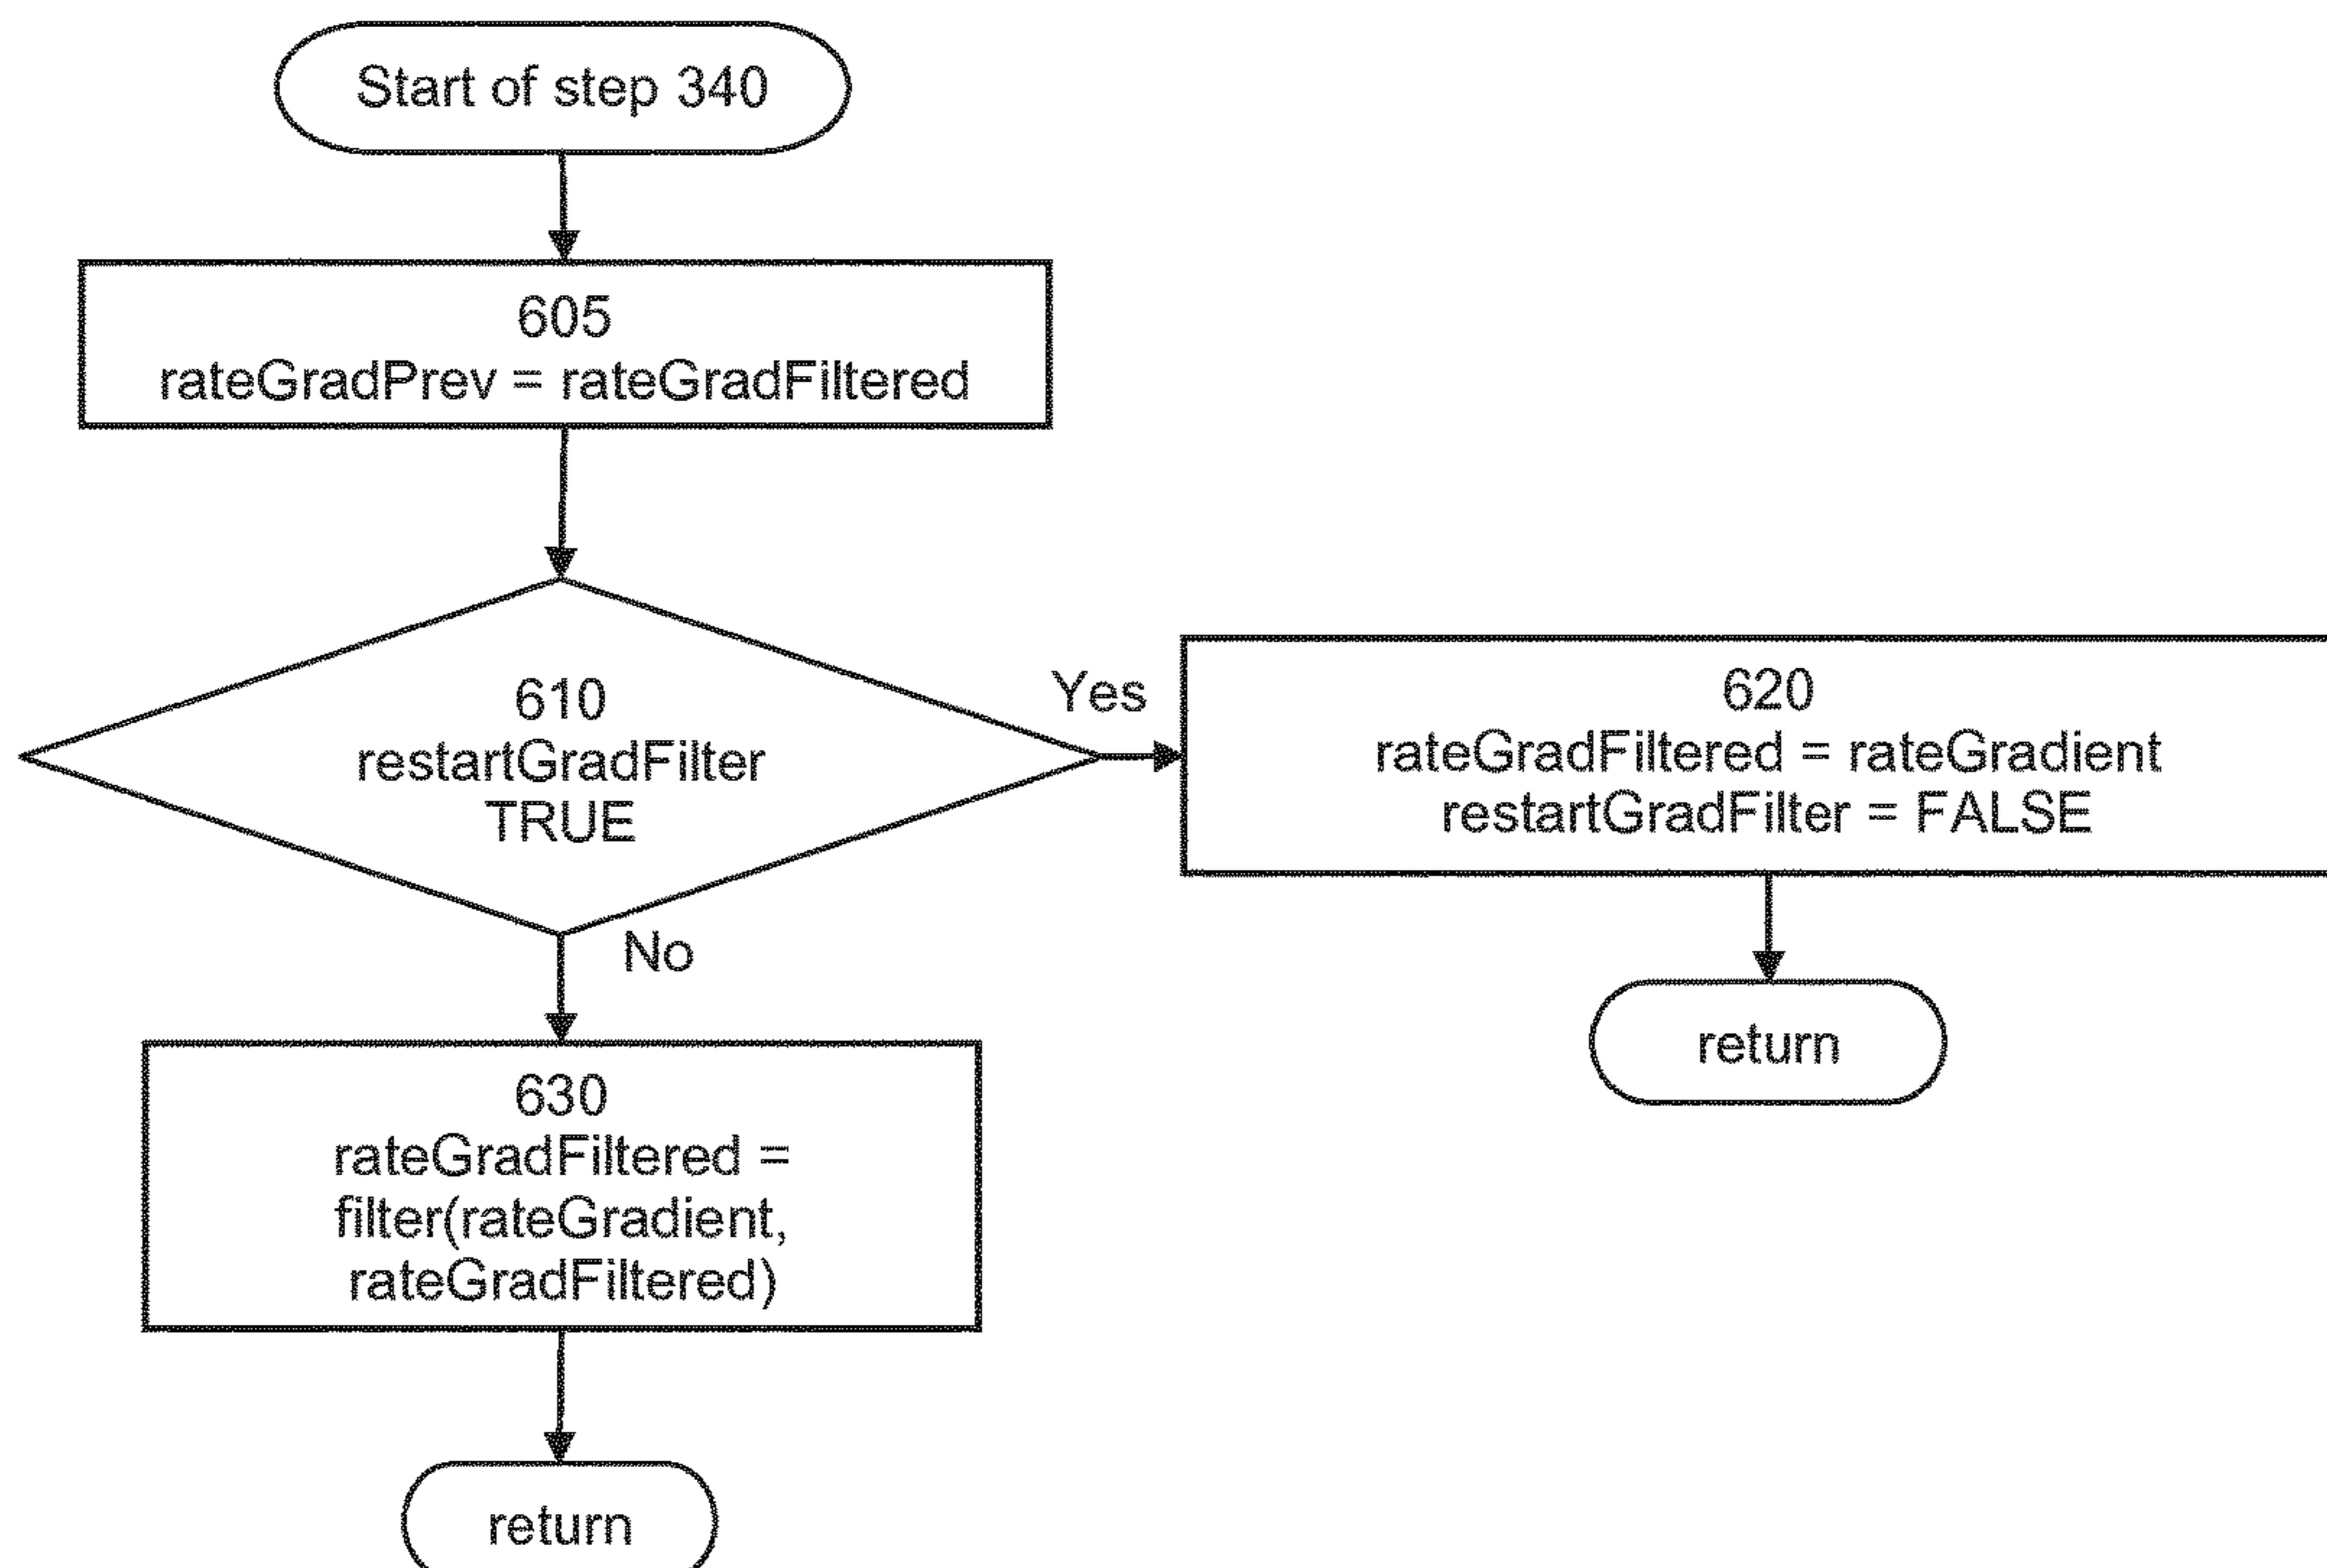 Start of step 340
605
rateGradPrev = rateGradFiltered
610
restartGradFilter
TRUE
Yes
620
rateGradFiltered = rateGradient
restartGradFilter = FALSE
return
No
630
rateGradFiltered =
filter(rateGradient,
rateGradFiltered)
return